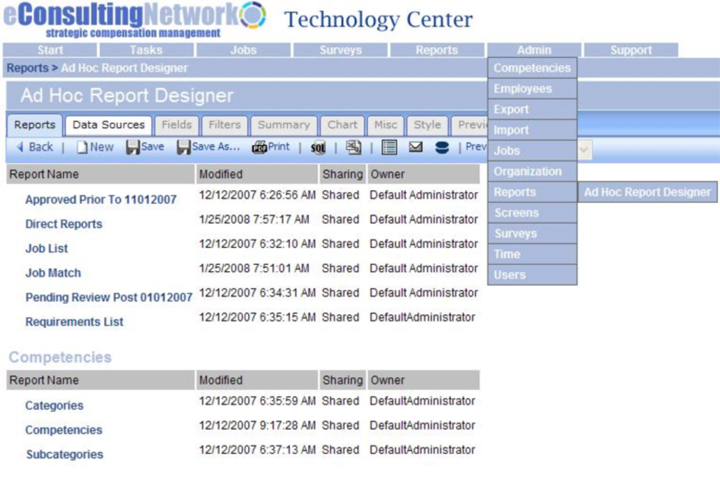 eConsultingNetwork Technology Center
strategic compensation management
Start Tasks Jobs Surveys Reports Admin Support
Reports > Ad Hoc Report Designer
Competencies
Employees
Export
Import
Jobs
Organization
Reports Ad Hoc Report Designer
Screens
Surveys
Time
Users
Ad Hoc Report Designer
Reports Data Sources Fields Filters Summary Chart Misc Style Previ
Back | New Save Save As... Print | SQL | | | Prev
Report Name Modified Sharing Owner
Approved Prior To 11012007 12/12/2007 6:26:56 AM Shared Default Administrator
Direct Reports 1/25/2008 7:57:17 AM Shared Default Administrator
Job List 12/12/2007 6:32:10 AM Shared Default Administrator
Job Match 1/25/2008 7:51:01 AM Shared Default Administrator
Pending Review Post 01012007 12/12/2007 6:34:31 AM Shared Default Administrator
Requirements List 12/12/2007 6:35:15 AM Shared DefaultAdministrator
Competencies
Report Name Modified Sharing Owner
Categories 12/12/2007 6:35:59 AM Shared DefaultAdministrator
Competencies 12/12/2007 9:17:28 AM Shared DefaultAdministrator
Subcategories 12/12/2007 6:37:13 AM Shared DefaultAdministrator